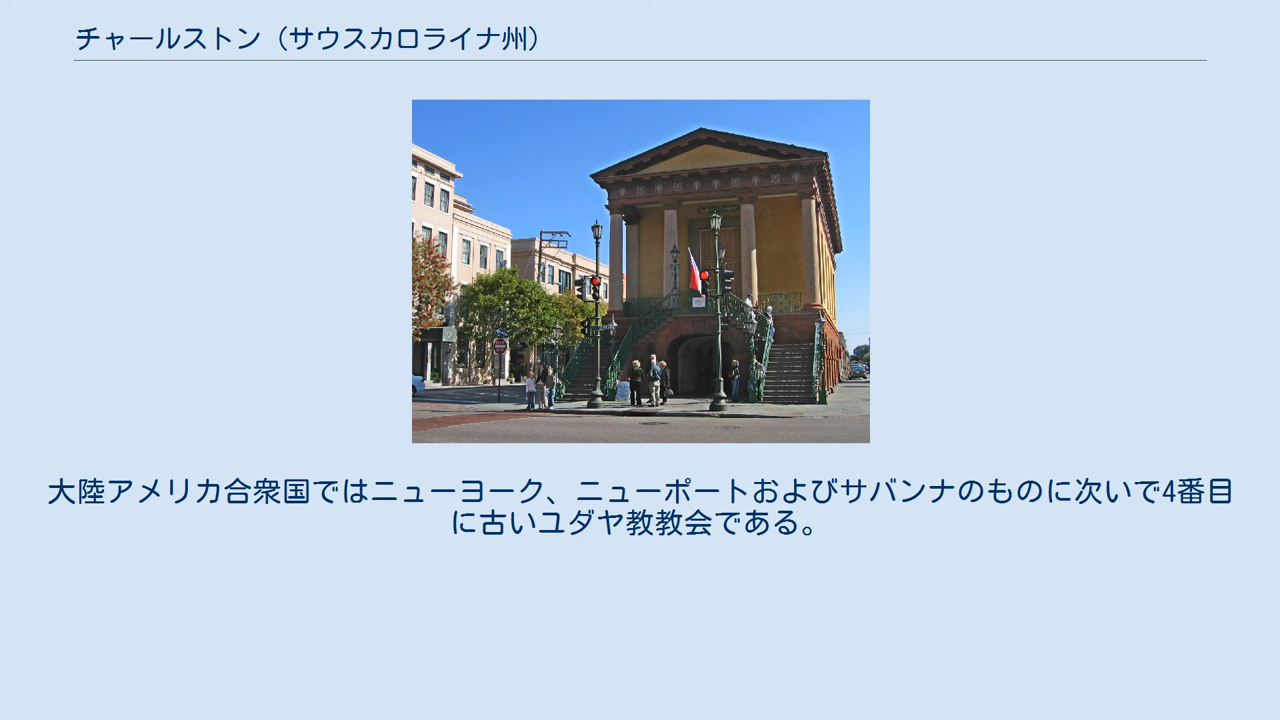 チャールストン（サウスカロライナ州）
大陸アメリカ合衆国ではニューヨーク、ニューポートおよびサバンナのものに次いで4番目
に古いユダヤ教教会である。